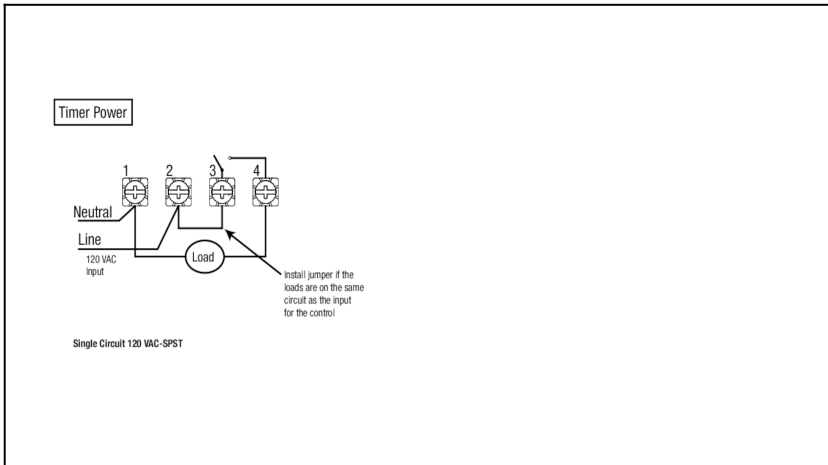 Timer Power
1 2 3 4
Neutral
Line
120 VAC
Input
Load
Install jumper if the
loads are on the same
circuit as the input
for the control
Single Circuit 120 VAC-SPST